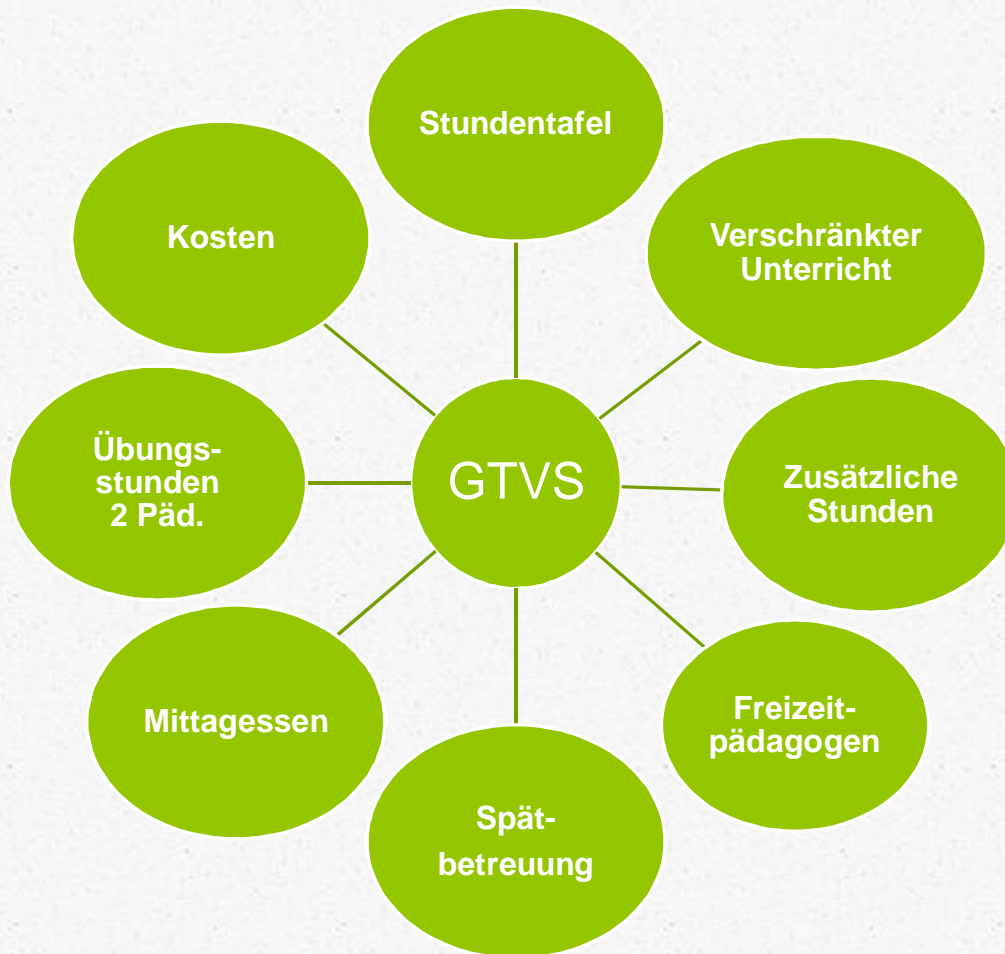 Stundentafel
Kosten
Verschränkter
Unterricht
Übungs-
stunden
2 Päd.
GTVS
Zusätzliche
Stunden
Mittagessen
Freizeit-
pädagogen
Spät-
betreuung